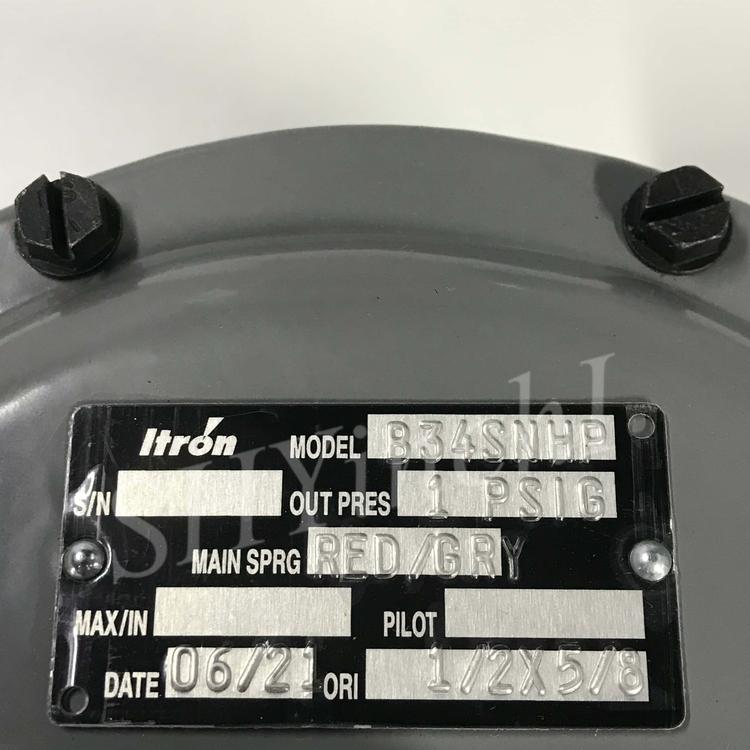 Itrón MODEL B34SNHP
S/N OUT PRES 1 PSIG
MAIN SPRG RED/GRY
MAX/IN PILOT
DATE 06/21 ORI 1/2X5/8